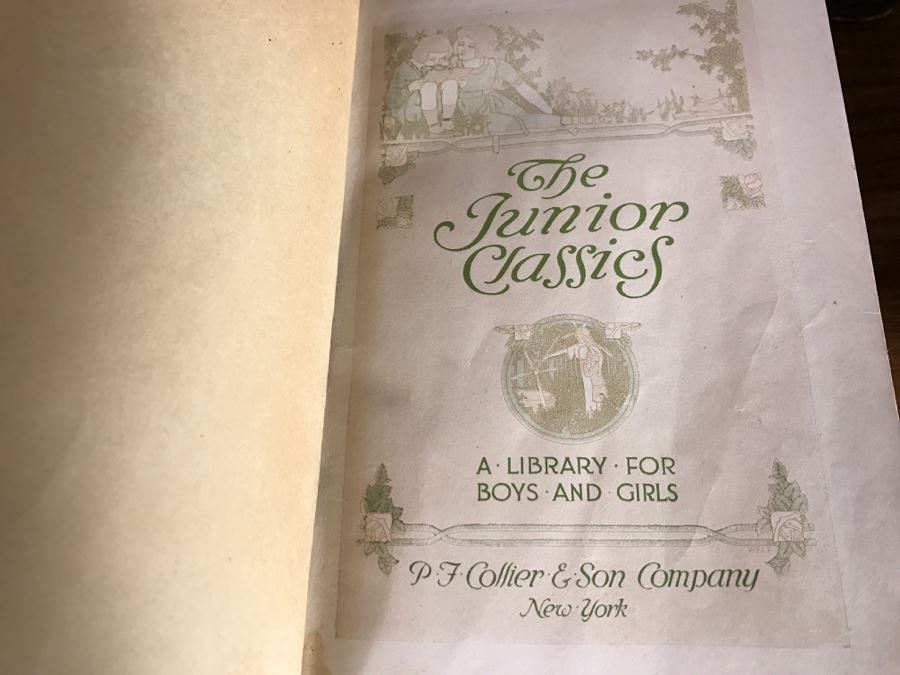 The
Junior
Classics
A · LIBRARY · FOR
BOYS · AND · GIRLS
P · F · Collier · & · Son Company
New · York